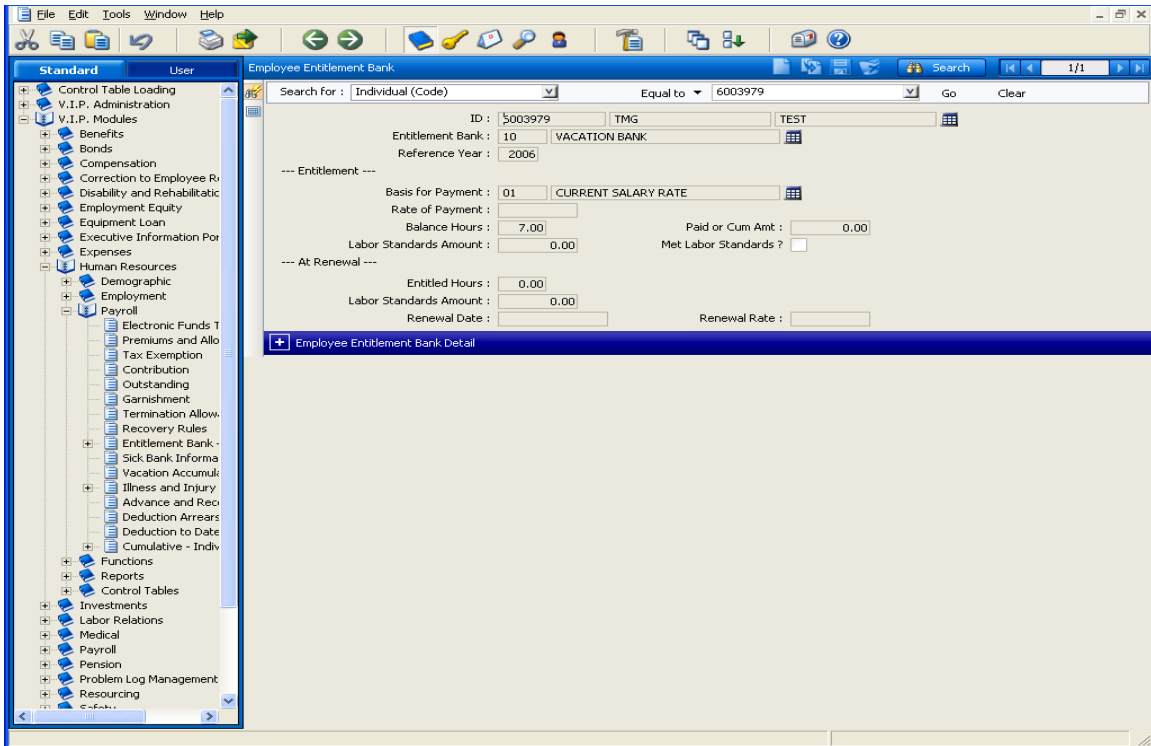 File Edit Tools Window Help
Standard User
Employee Entitlement Bank
Search
1/1
Search for : Individual (Code) Equal to 6003979 Go Clear
ID : 5003979 TMG TEST
Entitlement Bank : 10 VACATION BANK
Reference Year : 2006
--- Entitlement ---
Basis for Payment : 01 CURRENT SALARY RATE
Rate of Payment :
Balance Hours : 7.00 Paid or Cum Amt : 0.00
Labor Standards Amount : 0.00 Met Labor Standards ?
--- At Renewal ---
Entitled Hours : 0.00
Labor Standards Amount : 0.00
Renewal Date : Renewal Rate :
Employee Entitlement Bank Detail
Control Table Loading
V.I.P. Administration
V.I.P. Modules
Benefits
Bonds
Compensation
Correction to Employee R
Disability and Rehabilitatic
Employment Equity
Equipment Loan
Executive Information Por
Expenses
Human Resources
Demographic
Employment
Payroll
Electronic Funds T
Premiums and Allo
Tax Exemption
Contribution
Outstanding
Garnishment
Termination Allow
Recovery Rules
Entitlement Bank -
Sick Bank Informa
Vacation Accumula
Illness and Injury
Advance and Rec
Deduction Arrears
Deduction to Date
Cumulative - Indiv
Functions
Reports
Control Tables
Investments
Labor Relations
Medical
Payroll
Pension
Problem Log Management
Resourcing
Safety